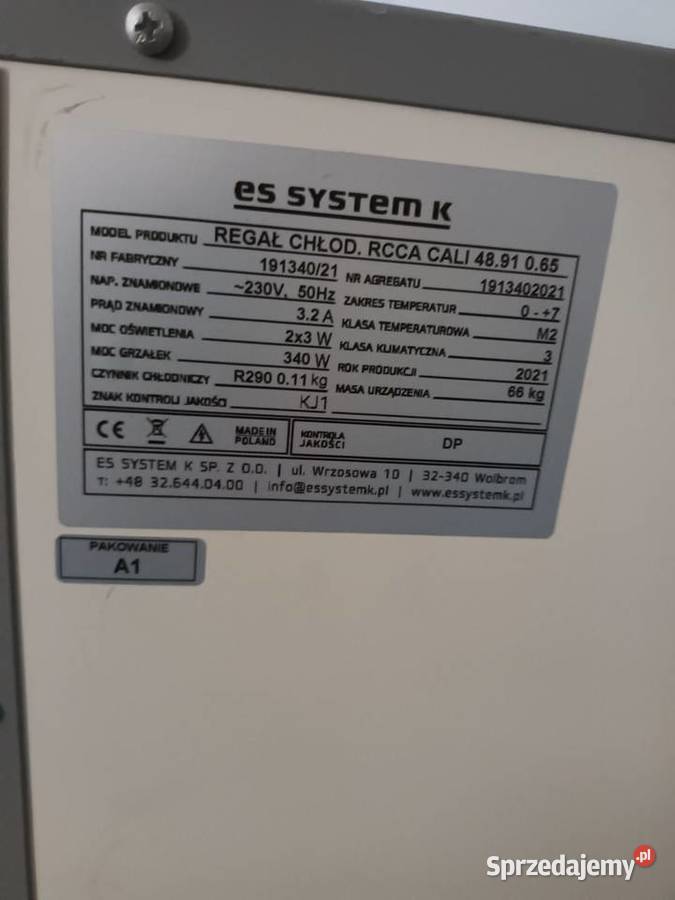 es system k
MODEL PRODUKTU REGAŁ CHŁOD. RCCA CALI 48.91 0.65
NR FABRYCZNY 191340/21 NR AGREGATU 1913402021
NAP. ZNAMIONOWE ~230V, 50Hz ZAKRES TEMPERATUR 0 - +7
PRĄD ZNAMIONOWY 3.2 A KLASA TEMPERATUROWA M2
MOC OŚWIETLENIA 2x3 W KLASA KLIMATYCZNA 3
MOC GRZAŁEK 340 W ROK PRODUKCJI 2021
CZYNNIK CHŁODNICZY R290 0.11 kg MASA URZĄDZENIA 66 kg
ZNAK KONTROLI JAKOŚCI KJ1
CE MADE IN POLAND KONTROLA JAKOŚCI DP
ES SYSTEM K SP. Z O.O. | ul. Wrzosowa 10 | 32-340 Wolbrom
T: +48 32.644.04.00 | info@essystemk.pl | www.essystemk.pl
PAKOWANIE
A1
Sprzedajemy.pl